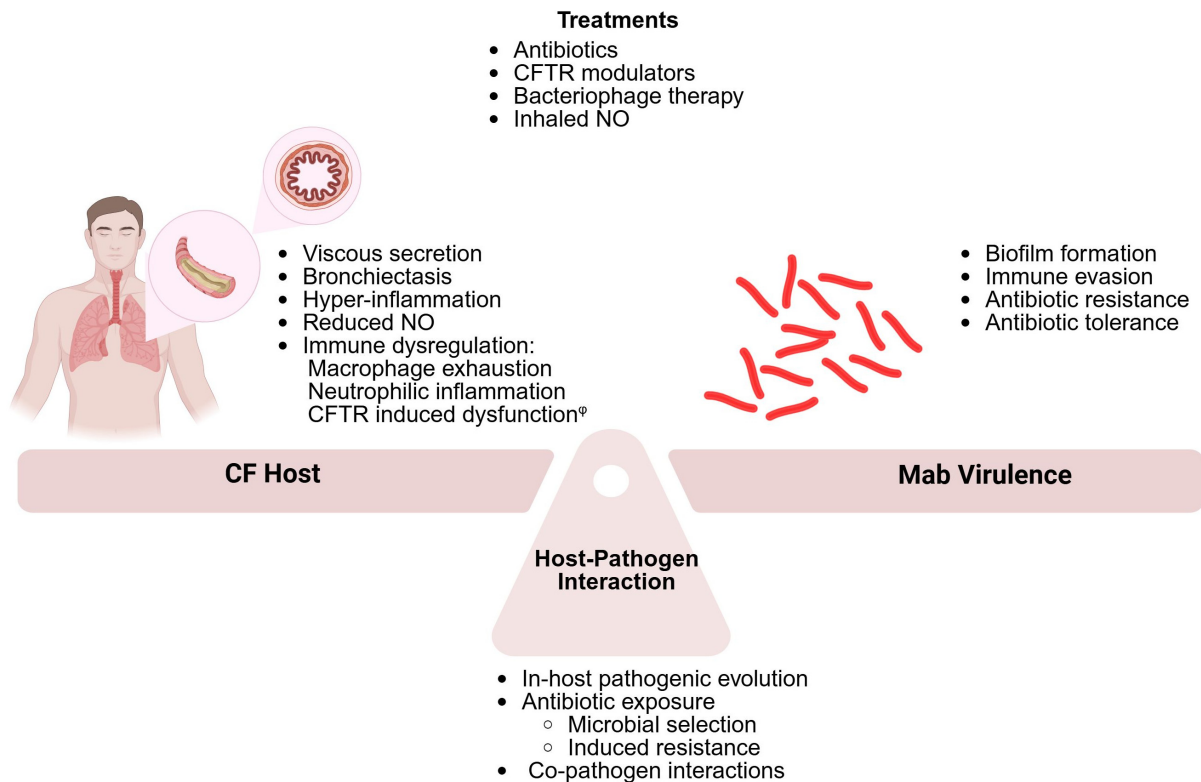 Treatments
• Antibiotics
• CFTR modulators
• Bacteriophage therapy
• Inhaled NO
• Viscous secretion
• Bronchiectasis
• Hyper-inflammation
• Reduced NO
• Immune dysregulation:
Macrophage exhaustion
Neutrophilic inflammation
CFTR induced dysfunctionᵠ
• Biofilm formation
• Immune evasion
• Antibiotic resistance
• Antibiotic tolerance
CF Host
Mab Virulence
Host-Pathogen
Interaction
• In-host pathogenic evolution
• Antibiotic exposure
○ Microbial selection
○ Induced resistance
• Co-pathogen interactions